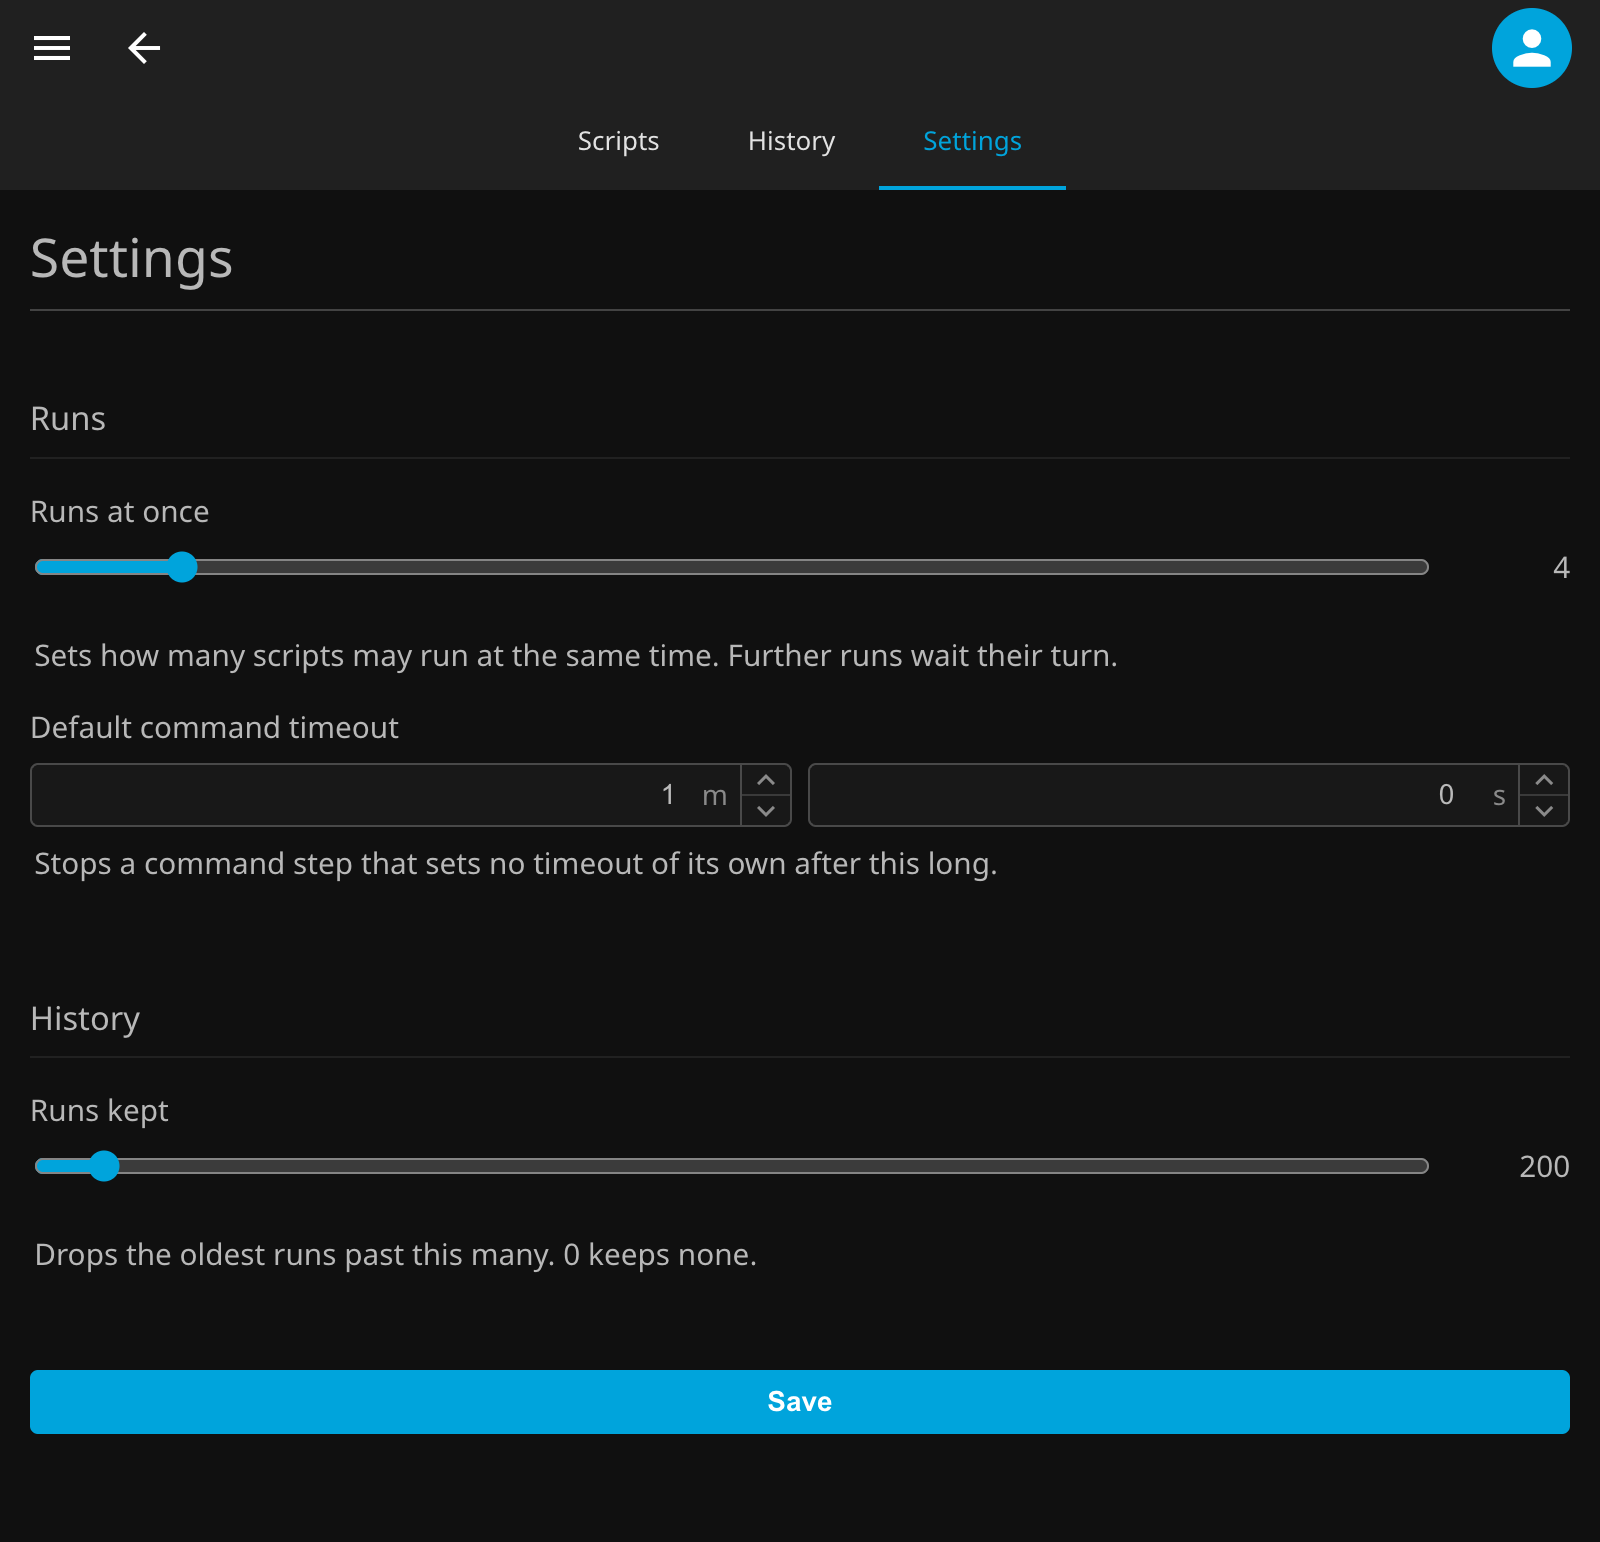 Scripts History Settings
Settings
Runs
Runs at once
4
Sets how many scripts may run at the same time. Further runs wait their turn.
Default command timeout
1 m 0 s
Stops a command step that sets no timeout of its own after this long.
History
Runs kept
200
Drops the oldest runs past this many. 0 keeps none.
Save